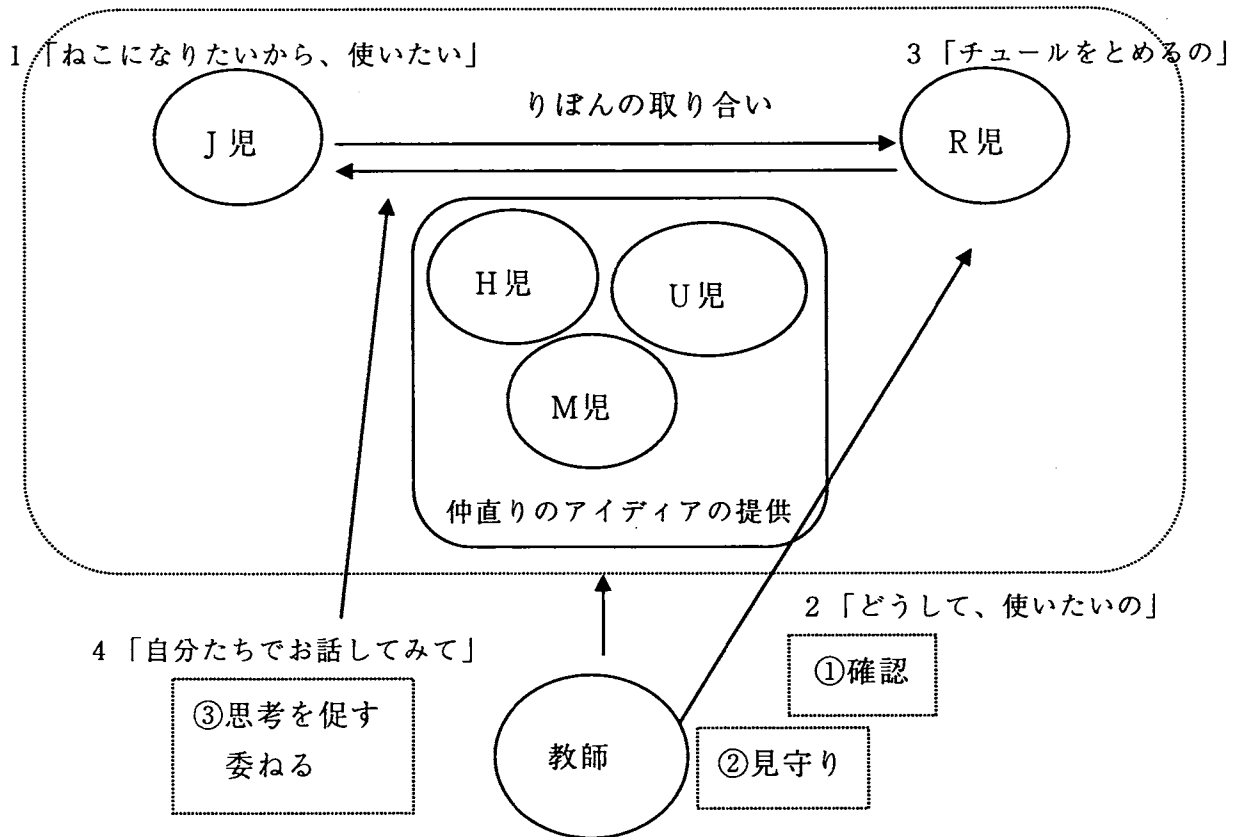 1「ねこになりたいから、使いたい」
3「チュールをとめるの」
りぼんの取り合い
J児
R児
H児
U児
M児
仲直りのアイディアの提供
2「どうして、使いたいの」
4「自分たちでお話してみて」
①確認
③思考を促す
委ねる
教師
②見守り